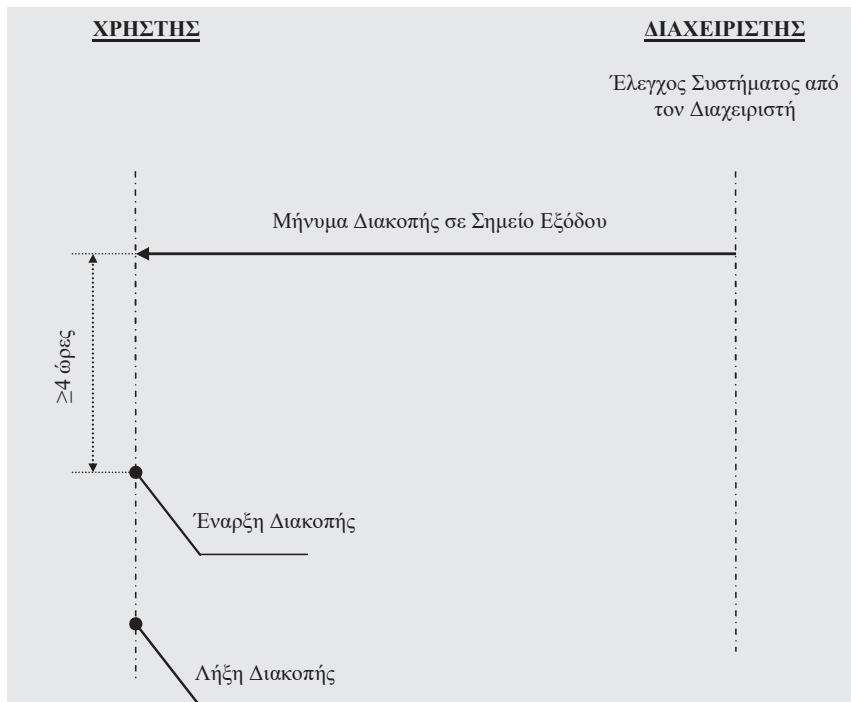 ΧΡΗΣΤΗΣ
ΔΙΑΧΕΙΡΙΣΤΗΣ
Έλεγχος Συστήματος από
τον Διαχειριστή
Μήνυμα Διακοπής σε Σημείο Εξόδου
≥4 ώρες
Έναρξη Διακοπής
Λήξη Διακοπής